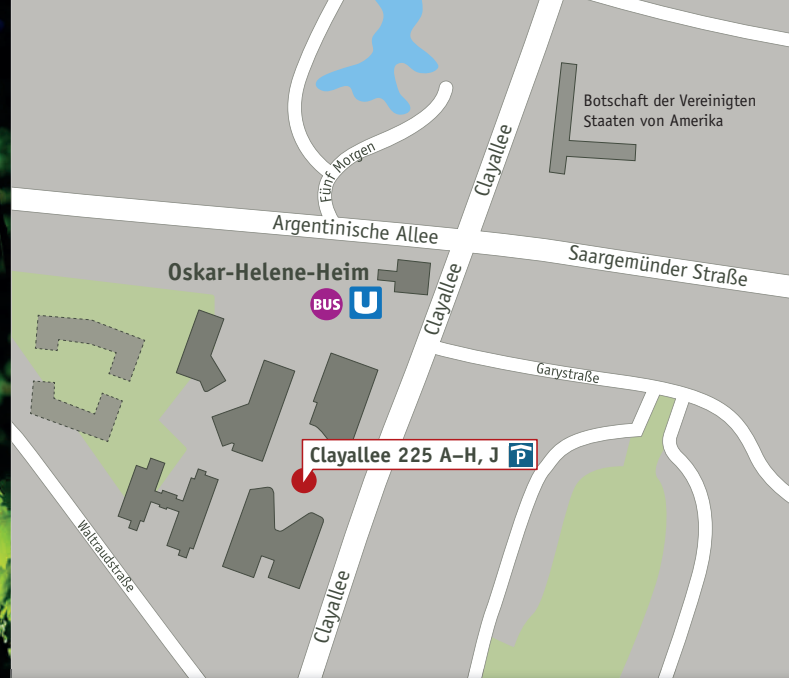 Botschaft der Vereinigten
Staaten von Amerika
Clayallee
Fünf Morgen
Argentinische Allee
Saargemünder Straße
Oskar-Helene-Heim
BUS U
Clayallee
Garystraße
Clayallee 225 A–H, J P
Waltraudstraße
Clayallee